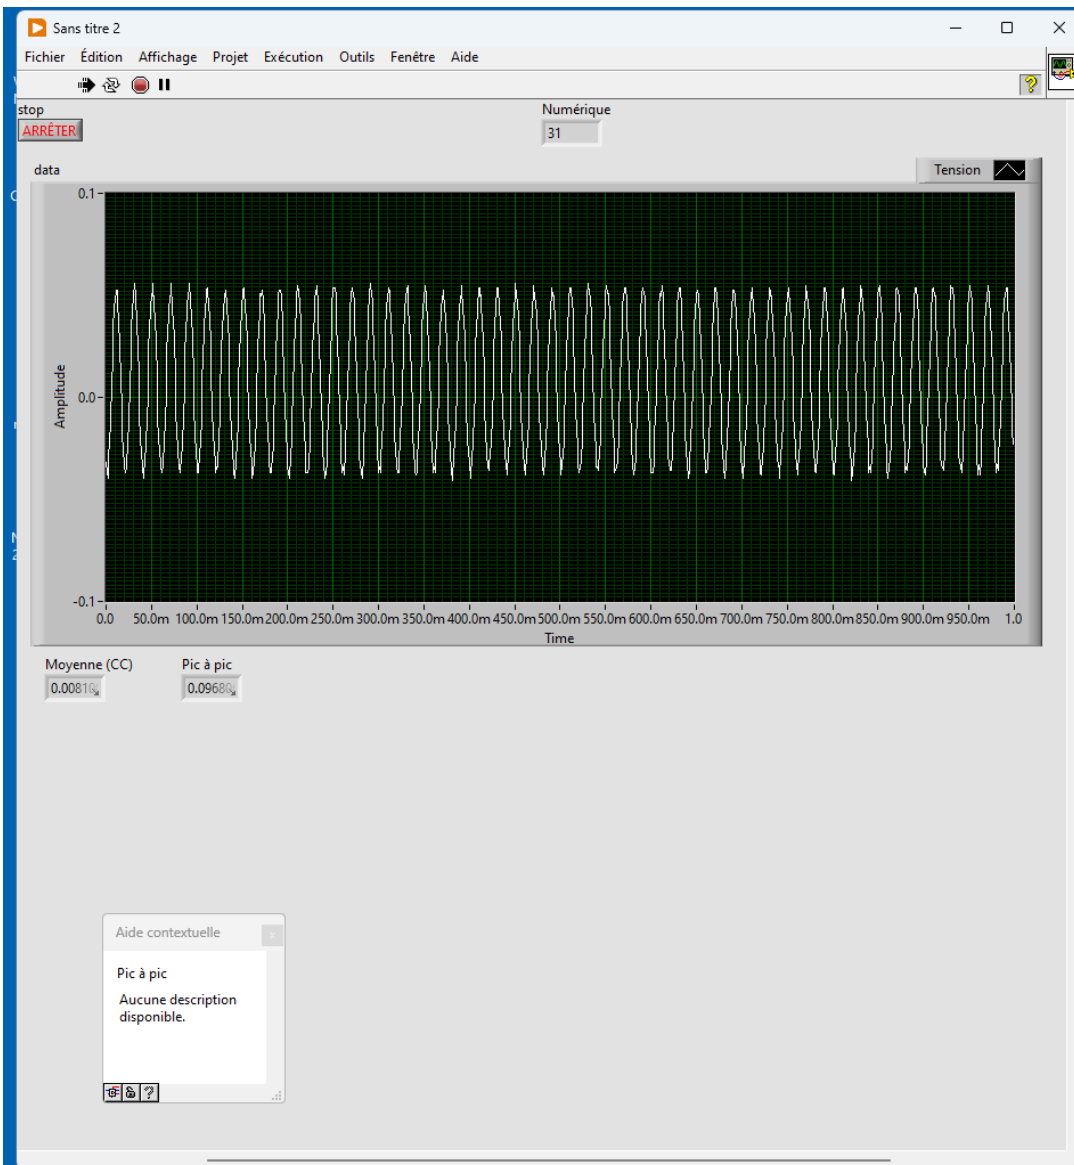 Sans titre 2
Fichier Édition Affichage Projet Exécution Outils Fenêtre Aide
stop
ARRÊTER
Numérique
31
data
Tension
0.1
0.0
-0.1
Amplitude
0.0 50.0m 100.0m 150.0m 200.0m 250.0m 300.0m 350.0m 400.0m 450.0m 500.0m 550.0m 600.0m 650.0m 700.0m 750.0m 800.0m 850.0m 900.0m 950.0m 1.0
Time
Moyenne (CC) Pic à pic
0.0081 0.0968
Aide contextuelle
Pic à pic
Aucune description
disponible.